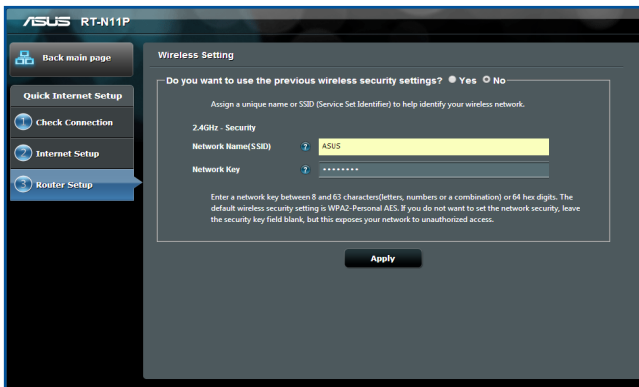 ASUS RT-N11P
Back main page
Quick Internet Setup
1 Check Connection
2 Internet Setup
3 Router Setup
Wireless Setting
Do you want to use the previous wireless security settings? Yes No
Assign a unique name or SSID (Service Set Identifier) to help identify your wireless network.
2.4GHz - Security
Network Name(SSID) ? ASUS
Network Key ? ••••••••
Enter a network key between 8 and 63 characters(letters, numbers or a combination) or 64 hex digits. The
default wireless security setting is WPA2-Personal AES. If you do not want to set the network security, leave
the security key field blank, but this exposes your network to unauthorized access.
Apply